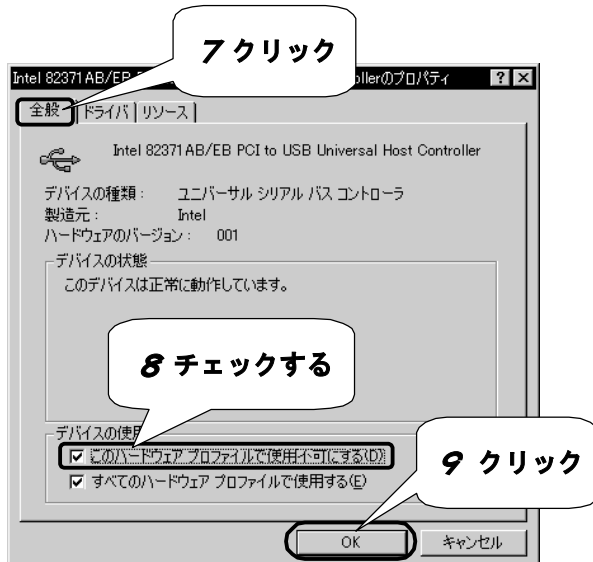 7 クリック
Intel 82371AB/EB
ollerのプロパティ
全般
ドライバ
リソース
Intel 82371AB/EB PCI to USB Universal Host Controller
デバイスの種類： ユニバーサル シリアル バス コントローラ
製造元： Intel
ハードウェアのバージョン： 001
デバイスの状態
このデバイスは正常に動作しています。
8 チェックする
デバイスの使用
このハードウェア プロファイルで使用不可にする(D)
すべてのハードウェア プロファイルで使用する(E)
9 クリック
OK
キャンセル